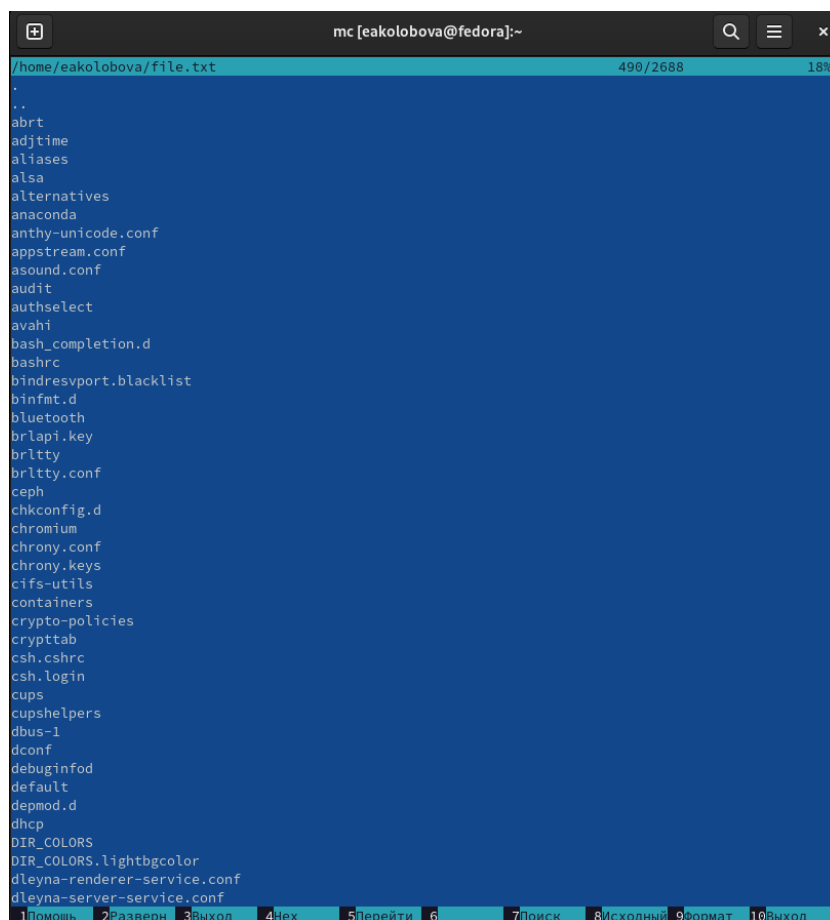 mc [eakolobova@fedora]:~
/home/eakolobova/file.txt 490/2688 18%
.
..
abrt
adjtime
aliases
alsa
alternatives
anaconda
anthy-unicode.conf
appstream.conf
asound.conf
audit
authselect
avahi
bash_completion.d
bashrc
bindresvport.blacklist
binfmt.d
bluetooth
brlapi.key
brltty
brltty.conf
ceph
chkconfig.d
chromium
chrony.conf
chrony.keys
cifs-utils
containers
crypto-policies
crypttab
csh.cshrc
csh.login
cups
cupshelpers
dbus-1
dconf
debuginfod
default
depmod.d
dhcp
DIR_COLORS
DIR_COLORS.lightbgcolor
dleyna-renderer-service.conf
dleyna-server-service.conf
1Помощь 2Разверн 3Выход 4Hex 5Перейти 6 7Поиск 8Исходный 9Формат 10Выход